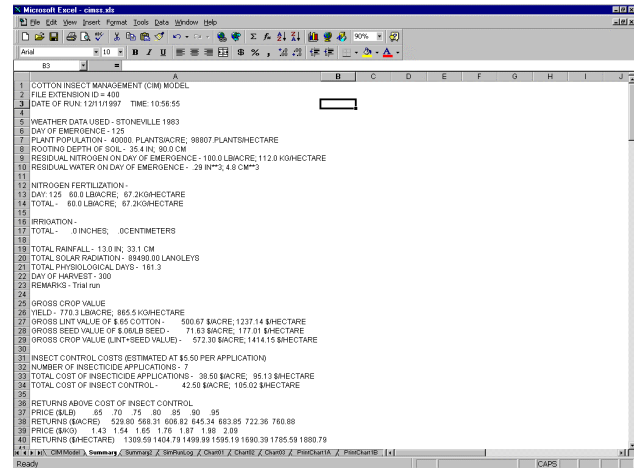 Microsoft Excel - cimss.xls
File Edit View Insert Format Tools Data Window Help
90%
Arial 10 B I U $ % ,
B3 =
A B C D E F G H I J
1 COTTON INSECT MANAGEMENT (CIM) MODEL
2 FILE EXTENSION ID = 400
3 DATE OF RUN: 12/11/1997 TIME: 10:56:55
4
5 WEATHER DATA USED - STONEVILLE 1983
6 DAY OF EMERGENCE - 125
7 PLANT POPULATION - 40000. PLANTS/ACRE; 98807.PLANTS/HECTARE
8 ROOTING DEPTH OF SOIL - 35.4 IN; 90.0 CM
9 RESIDUAL NITROGEN ON DAY OF EMERGENCE - 100.0 LB/ACRE; 112.0 KG/HECTARE
10 RESIDUAL WATER ON DAY OF EMERGENCE - .29 IN**3; 4.8 CM**3
11
12 NITROGEN FERTILIZATION -
13 DAY: 125 60.0 LB/ACRE; 67.2KG/HECTARE
14 TOTAL - 60.0 LB/ACRE; 67.2KG/HECTARE
15
16 IRRIGATION -
17 TOTAL - .0 INCHES; .0CENTIMETERS
18
19 TOTAL RAINFALL - 13.0 IN; 33.1 CM
20 TOTAL SOLAR RADIATION - 89490.00 LANGLEYS
21 TOTAL PHYSIOLOGICAL DAYS - 161.3
22 DAY OF HARVEST - 300
23 REMARKS - Trial run
24
25 GROSS CROP VALUE
26 YIELD - 770.3 LB/ACRE; 865.5 KG/HECTARE
27 GROSS LINT VALUE OF $.65 COTTON - 500.67 $/ACRE; 1237.14 $/HECTARE
28 GROSS SEED VALUE OF $.06/LB SEED - 71.63 $/ACRE; 177.01 $/HECTARE
29 GROSS CROP VALUE (LINT+SEED VALUE) - 572.30 $/ACRE; 1414.15 $/HECTARE
30
31 INSECT CONTROL COSTS (ESTIMATED AT $5.50 PER APPLICATION)
32 NUMBER OF INSECTICIDE APPLICATIONS - 7
33 TOTAL COST OF INSECTICIDE APPLICATIONS - 38.50 $/ACRE; 95.13 $/HECTARE
34 TOTAL COST OF INSECT CONTROL - 42.50 $/ACRE; 105.02 $/HECTARE
35
36 RETURNS ABOVE COST OF INSECT CONTROL
37 PRICE ($/LB) .65 .70 .75 .80 .85 .90 .95
38 RETURNS ($/ACRE) 529.80 568.31 606.82 645.34 683.85 722.36 760.88
39 PRICE ($/KG) 1.43 1.54 1.65 1.76 1.87 1.98 2.09
40 RETURNS ($/HECTARE) 1309.59 1404.79 1499.99 1595.19 1690.39 1785.59 1880.79
CIMModel Summary Summary2 SimRunLog Chart01 Chart02 Chart03 PrintChart1A PrintChart1B
Ready CAPS